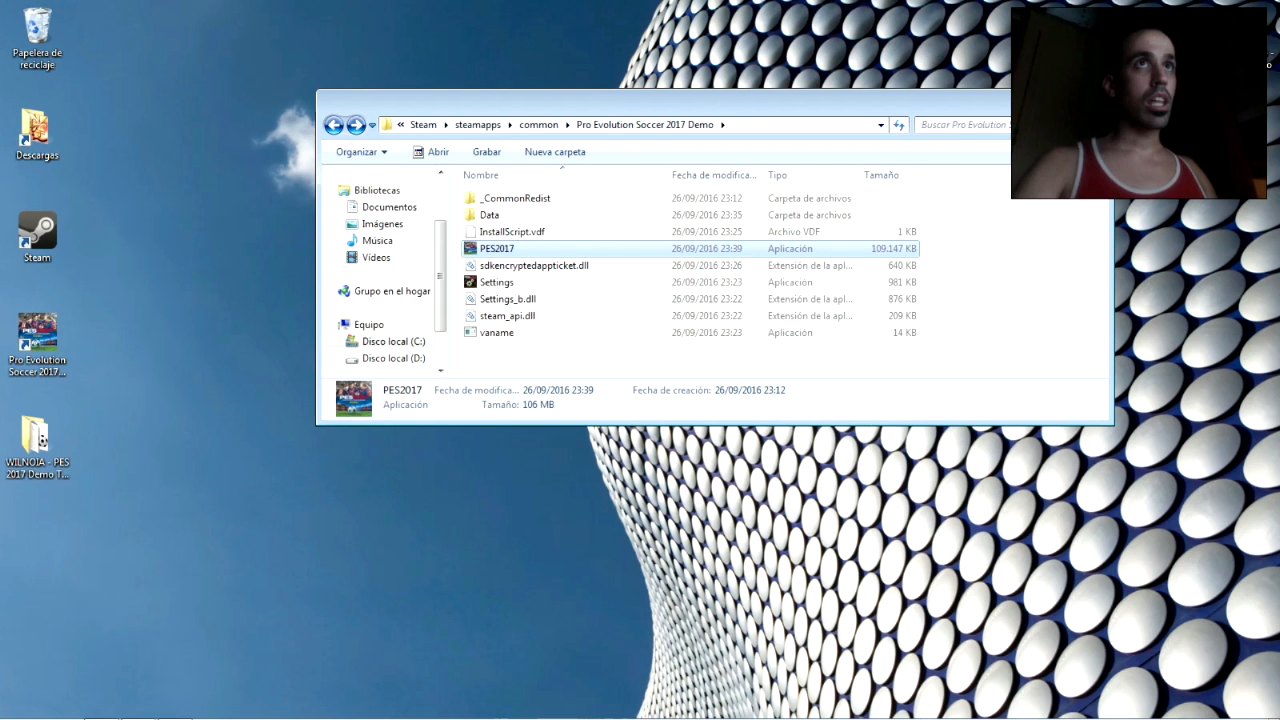 Papelera de
reciclaje
Descargas
Steam
Pro Evolution
Soccer 2017...
WILNOIA - PES
2017 Demo T...
« Steam steamapps common Pro Evolution Soccer 2017 Demo
Buscar Pro Evolution S
Organizar Abrir Grabar Nueva carpeta
Bibliotecas
Documentos
Imágenes
Música
Vídeos
Grupo en el hogar
Equipo
Disco local (C:)
Disco local (D:)
Nombre Fecha de modifica... Tipo Tamaño
_CommonRedist 26/09/2016 23:12 Carpeta de archivos
Data 26/09/2016 23:35 Carpeta de archivos
InstallScript.vdf 26/09/2016 23:25 Archivo VDF 1 KB
PES2017 26/09/2016 23:39 Aplicación 109.147 KB
sdkencryptedappticket.dll 26/09/2016 23:26 Extensión de la apl... 640 KB
Settings 26/09/2016 23:23 Aplicación 981 KB
Settings_b.dll 26/09/2016 23:22 Extensión de la apl... 876 KB
steam_api.dll 26/09/2016 23:22 Extensión de la apl... 209 KB
vaname 26/09/2016 23:23 Aplicación 14 KB
PES2017 Fecha de modifica... 26/09/2016 23:39 Fecha de creación: 26/09/2016 23:12
Aplicación Tamaño: 106 MB